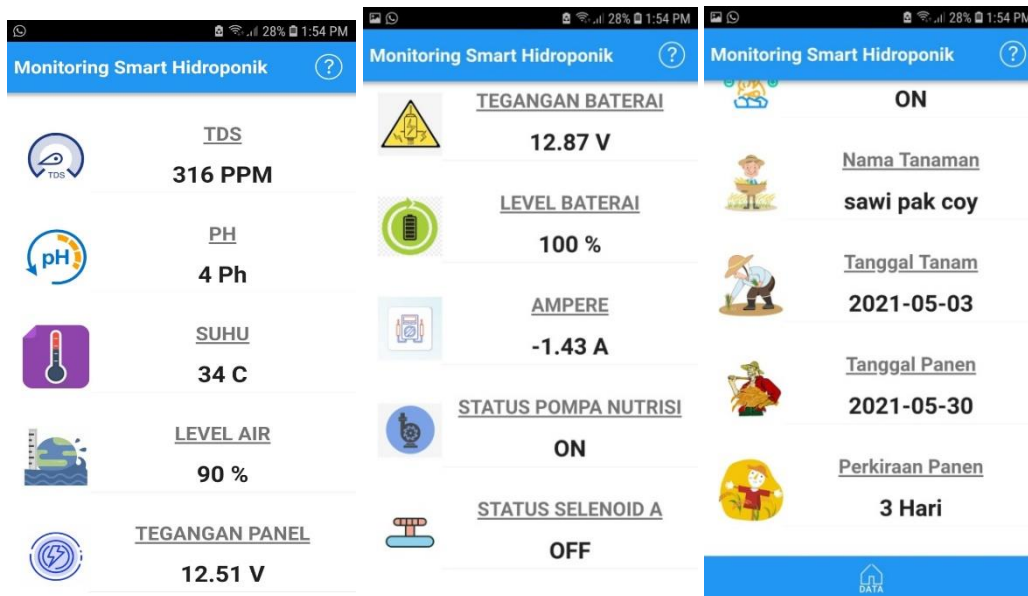 28% 1:54 PM
Monitoring Smart Hidroponik ?
TDS
TDS
316 PPM
pH
PH
4 Ph
SUHU
34 C
LEVEL AIR
90 %
TEGANGAN PANEL
12.51 V
28% 1:54 PM
Monitoring Smart Hidroponik ?
TEGANGAN BATERAI
12.87 V
LEVEL BATERAI
100 %
AMPERE
-1.43 A
STATUS POMPA NUTRISI
ON
STATUS SELENOID A
OFF
28% 1:54 PM
Monitoring Smart Hidroponik ?
ON
Nama Tanaman
sawi pak coy
Tanggal Tanam
2021-05-03
Tanggal Panen
2021-05-30
Perkiraan Panen
3 Hari
DATA